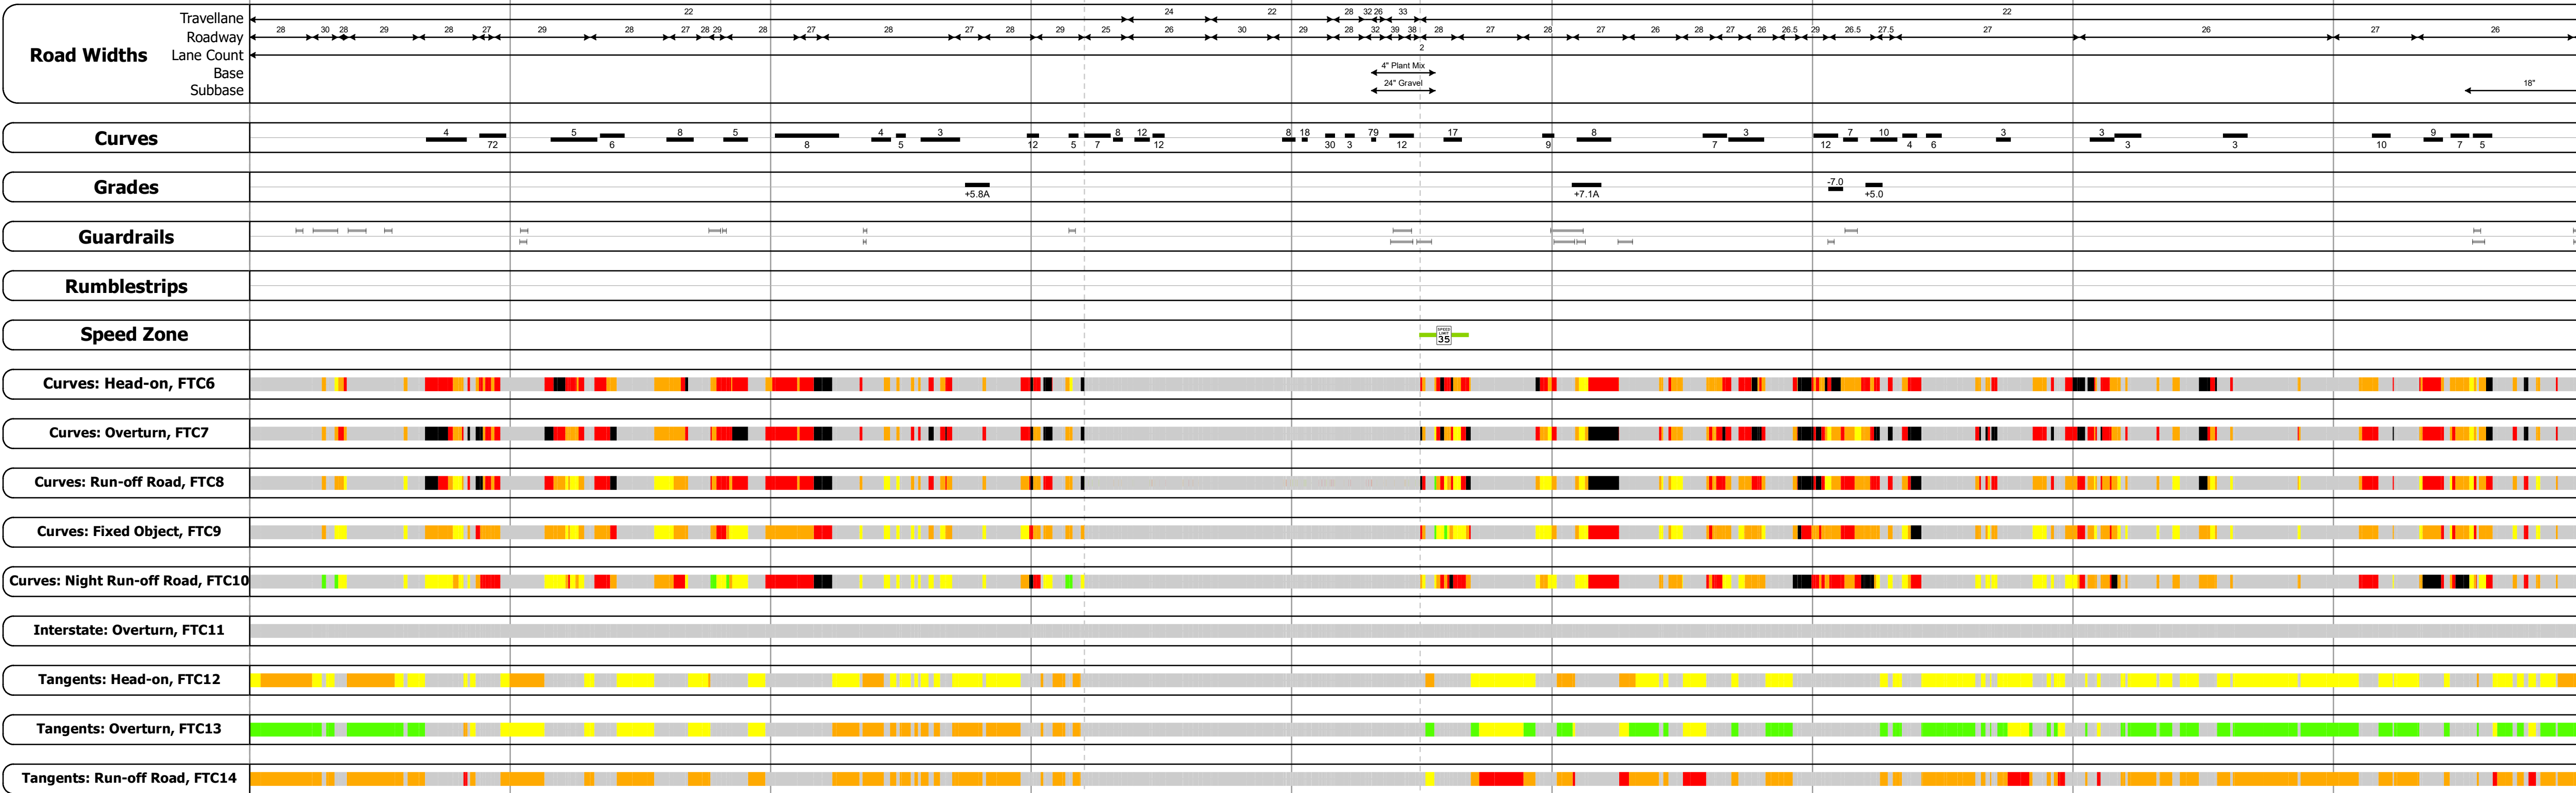 Road Widths
Travellane 22 24 22 28 32 26 33 22
Roadway 28 30 28 29 28 27 29 28 27 28 29 28 27 28 27 28 29 25 26 30 29 28 32 39 38 28 27 28 27 26 28 27 26 26.5 29 26.5 27.5 27 26 27 26
Lane Count 2
Base 4" Plant Mix
Subbase 24" Gravel 18"
Curves
4 5 8 5 4 3 8 12 8 18 79 17 8 3 7 10 3 3 9
72 6 8 5 12 5 7 12 30 3 12 9 7 12 4 6 3 3 10 7 5
Grades
-7.0
+5.8A +7.1A +5.0
Guardrails
Rumblestrips
Speed Zone
SPEED
LIMIT
35
Curves: Head-on, FTC6
Curves: Overturn, FTC7
Curves: Run-off Road, FTC8
Curves: Fixed Object, FTC9
Curves: Night Run-off Road, FTC10
Interstate: Overturn, FTC11
Tangents: Head-on, FTC12
Tangents: Overturn, FTC13
Tangents: Run-off Road, FTC14